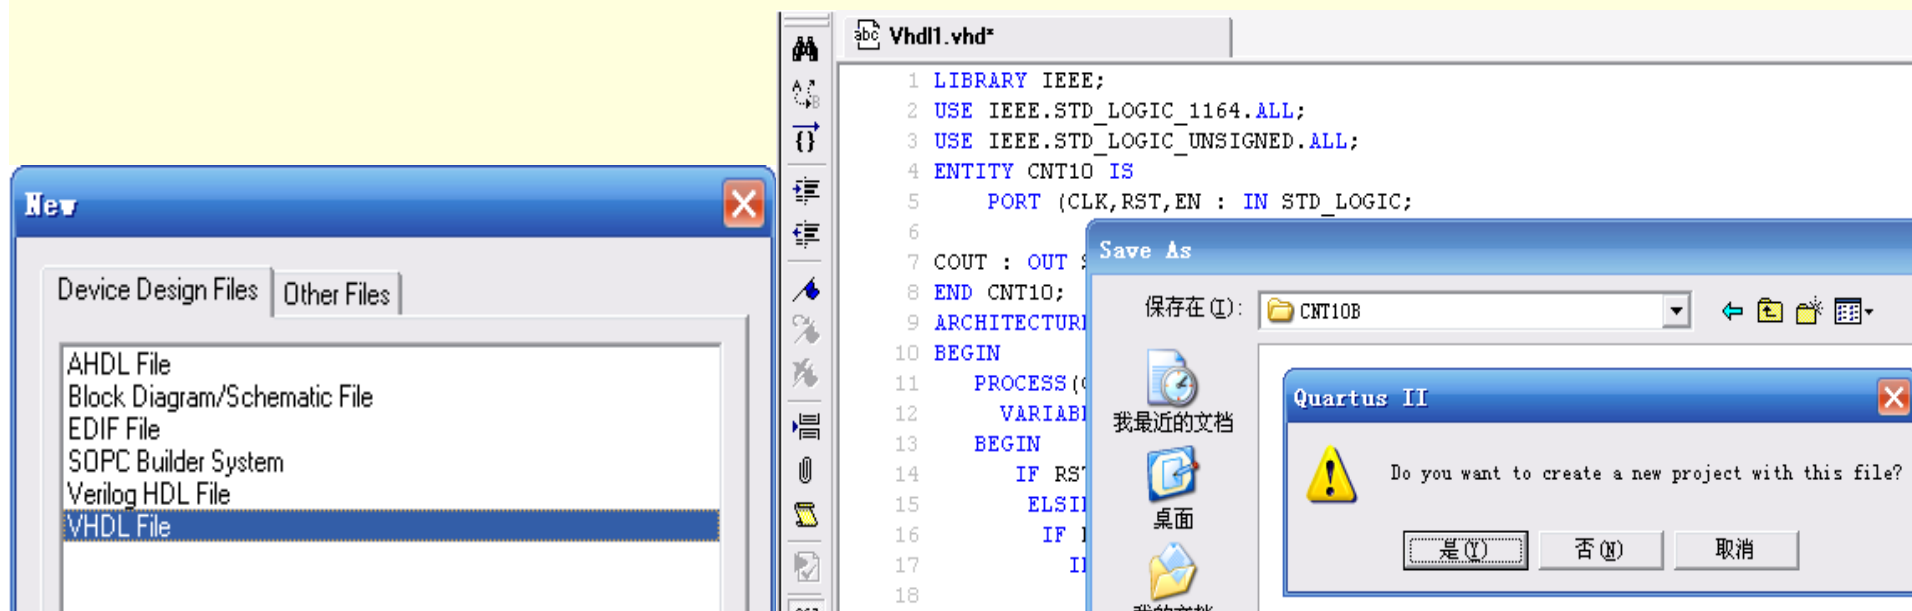 New
Device Design Files
Other Files
AHDL File
Block Diagram/Schematic File
EDIF File
SOPC Builder System
Verilog HDL File
VHDL File
abc Vhdl1.vhd*
1 LIBRARY IEEE;
2 USE IEEE.STD_LOGIC_1164.ALL;
3 USE IEEE.STD_LOGIC_UNSIGNED.ALL;
4 ENTITY CNT10 IS
5 PORT (CLK,RST,EN : IN STD_LOGIC;
6
7 COUT : OUT
8 END CNT10;
9
10 BEGIN
11 PROCESS(
12
13 BEGIN
14 IF
15
16 IF
17
18
Save As
保存在(I):
CNT10B
我最近的文档
桌面
我的文档
Quartus II
Do you want to create a new project with this file?
是(Y)
否(N)
取消